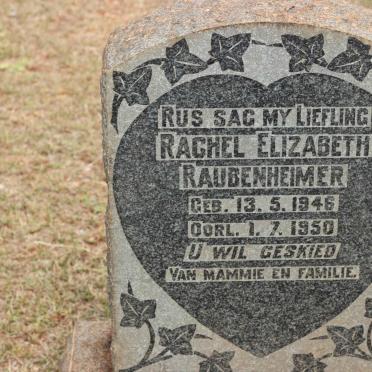 RUS SAG MY LIEFLING
RACHEL ELIZABETH
RAUBENHEIMER
GEB. 13. 5. 1946
OORL. 1. 7. 1950
U WIL GESKIED
VAN MAMMIE EN FAMILIE.